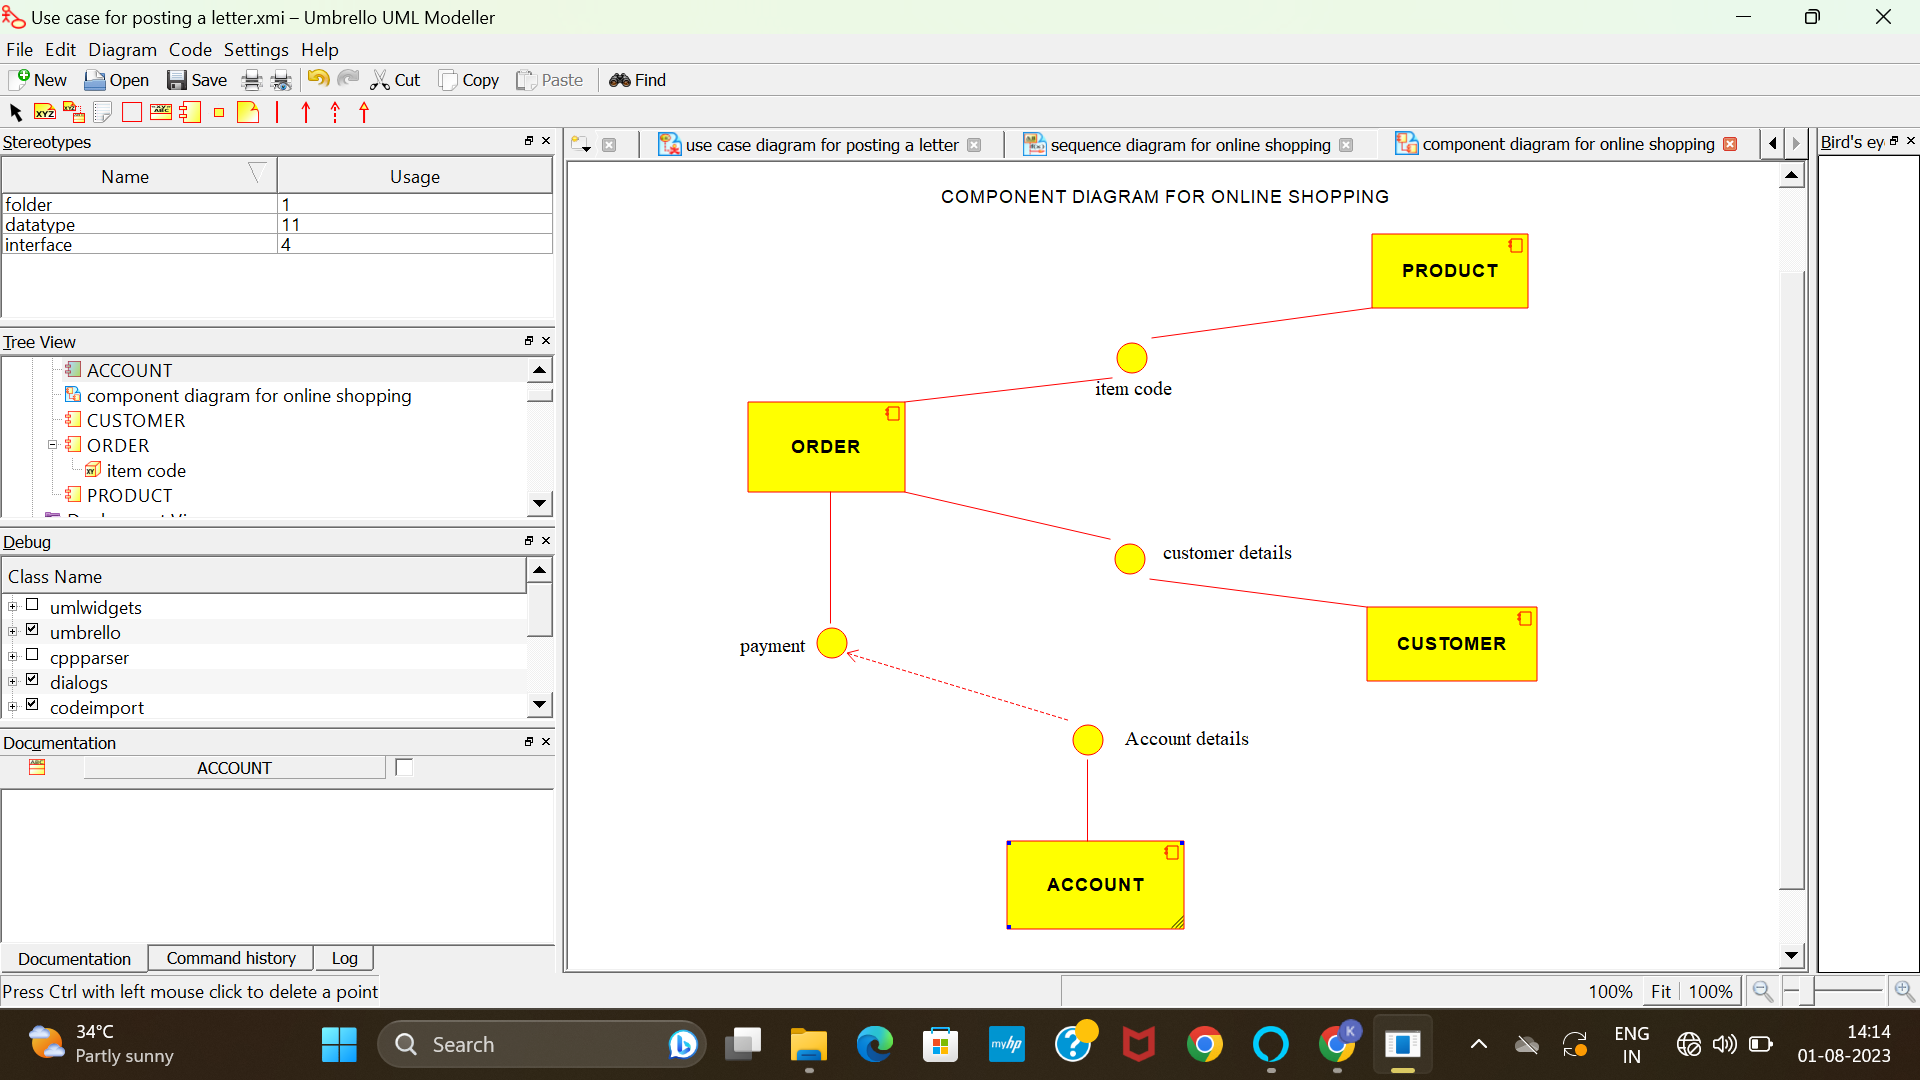 Use case for posting a letter.xmi – Umbrello UML Modeller
File Edit Diagram Code Settings Help
New Open Save Cut Copy Paste Find
Stereotypes
Name Usage
folder 1
datatype 11
interface 4
Tree View
ACCOUNT
component diagram for online shopping
CUSTOMER
ORDER
item code
PRODUCT
Debug
Class Name
umlwidgets
umbrello
cppparser
dialogs
codeimport
Documentation
ACCOUNT
Documentation Command history Log
Press Ctrl with left mouse click to delete a point
use case diagram for posting a letter sequence diagram for online shopping component diagram for online shopping
Bird's ey
COMPONENT DIAGRAM FOR ONLINE SHOPPING
PRODUCT
item code
ORDER
customer details
CUSTOMER
payment
Account details
ACCOUNT
100% Fit 100%
34°C
Partly sunny
Search
myhp
K
ENG
IN
14:14
01-08-2023